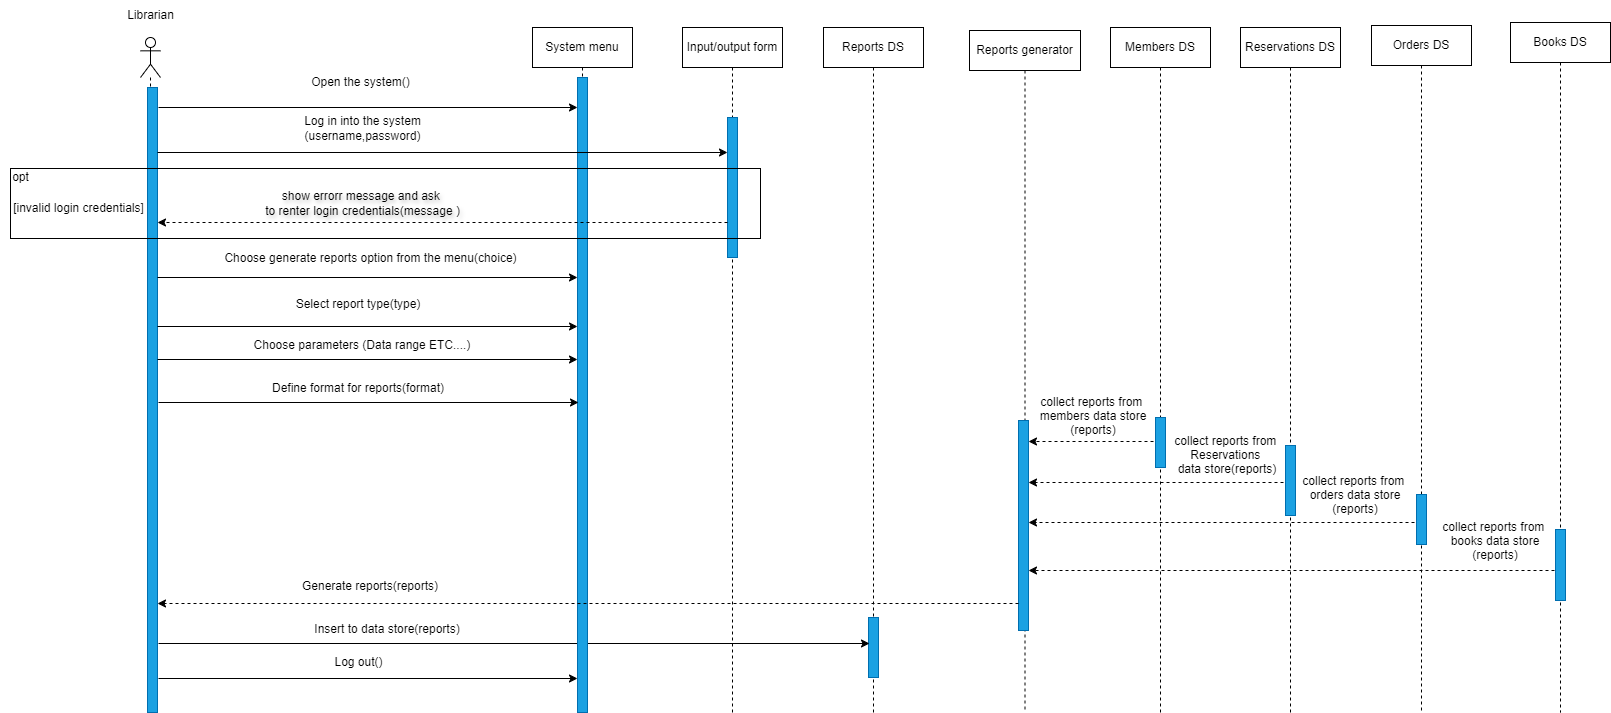 Librarian
System menu
Input/output form
Reports DS
Reports generator
Members DS
Reservations DS
Orders DS
Books DS
Open the system()
Log in into the system
(username,password)
opt
[invalid login credentials]
show errorr message and ask
to renter login credentials(message )
Choose generate reports option from the menu(choice)
Select report type(type)
Choose parameters (Data range ETC....)
Define format for reports(format)
collect reports from
members data store
(reports)
collect reports from
Reservations
data store(reports)
collect reports from
orders data store
(reports)
collect reports from
books data store
(reports)
Generate reports(reports)
Insert to data store(reports)
Log out()